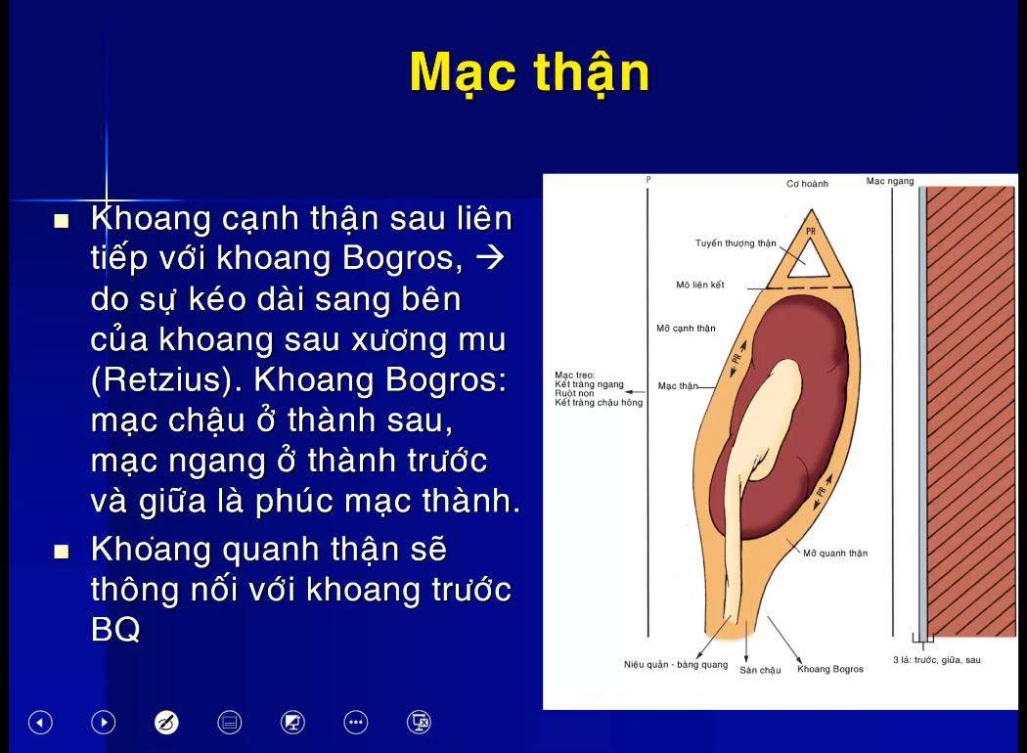 Mạc thận
Khoang cạnh thận sau liên
tiếp với khoang Bogros, →
do sự kéo dài sang bên
của khoang sau xương mu
(Retzius). Khoang Bogros:
mạc chậu ở thành sau,
mạc ngang ở thành trước
và giữa là phúc mạc thành.
Khoang quanh thận sẽ
thông nối với khoang trước
BQ
P
Cơ hoành
Mạc ngang
PR
Tuyến thượng thận
Mô liên kết
Mỡ cạnh thận
PR
Mạc treo:
Kết tràng ngang
Ruột non
Kết tràng chậu hông
Mạc thận
PR
Mỡ quanh thận
Niệu quản - bàng quang
Sàn chậu
Khoang Bogros
3 lá: trước, giữa, sau